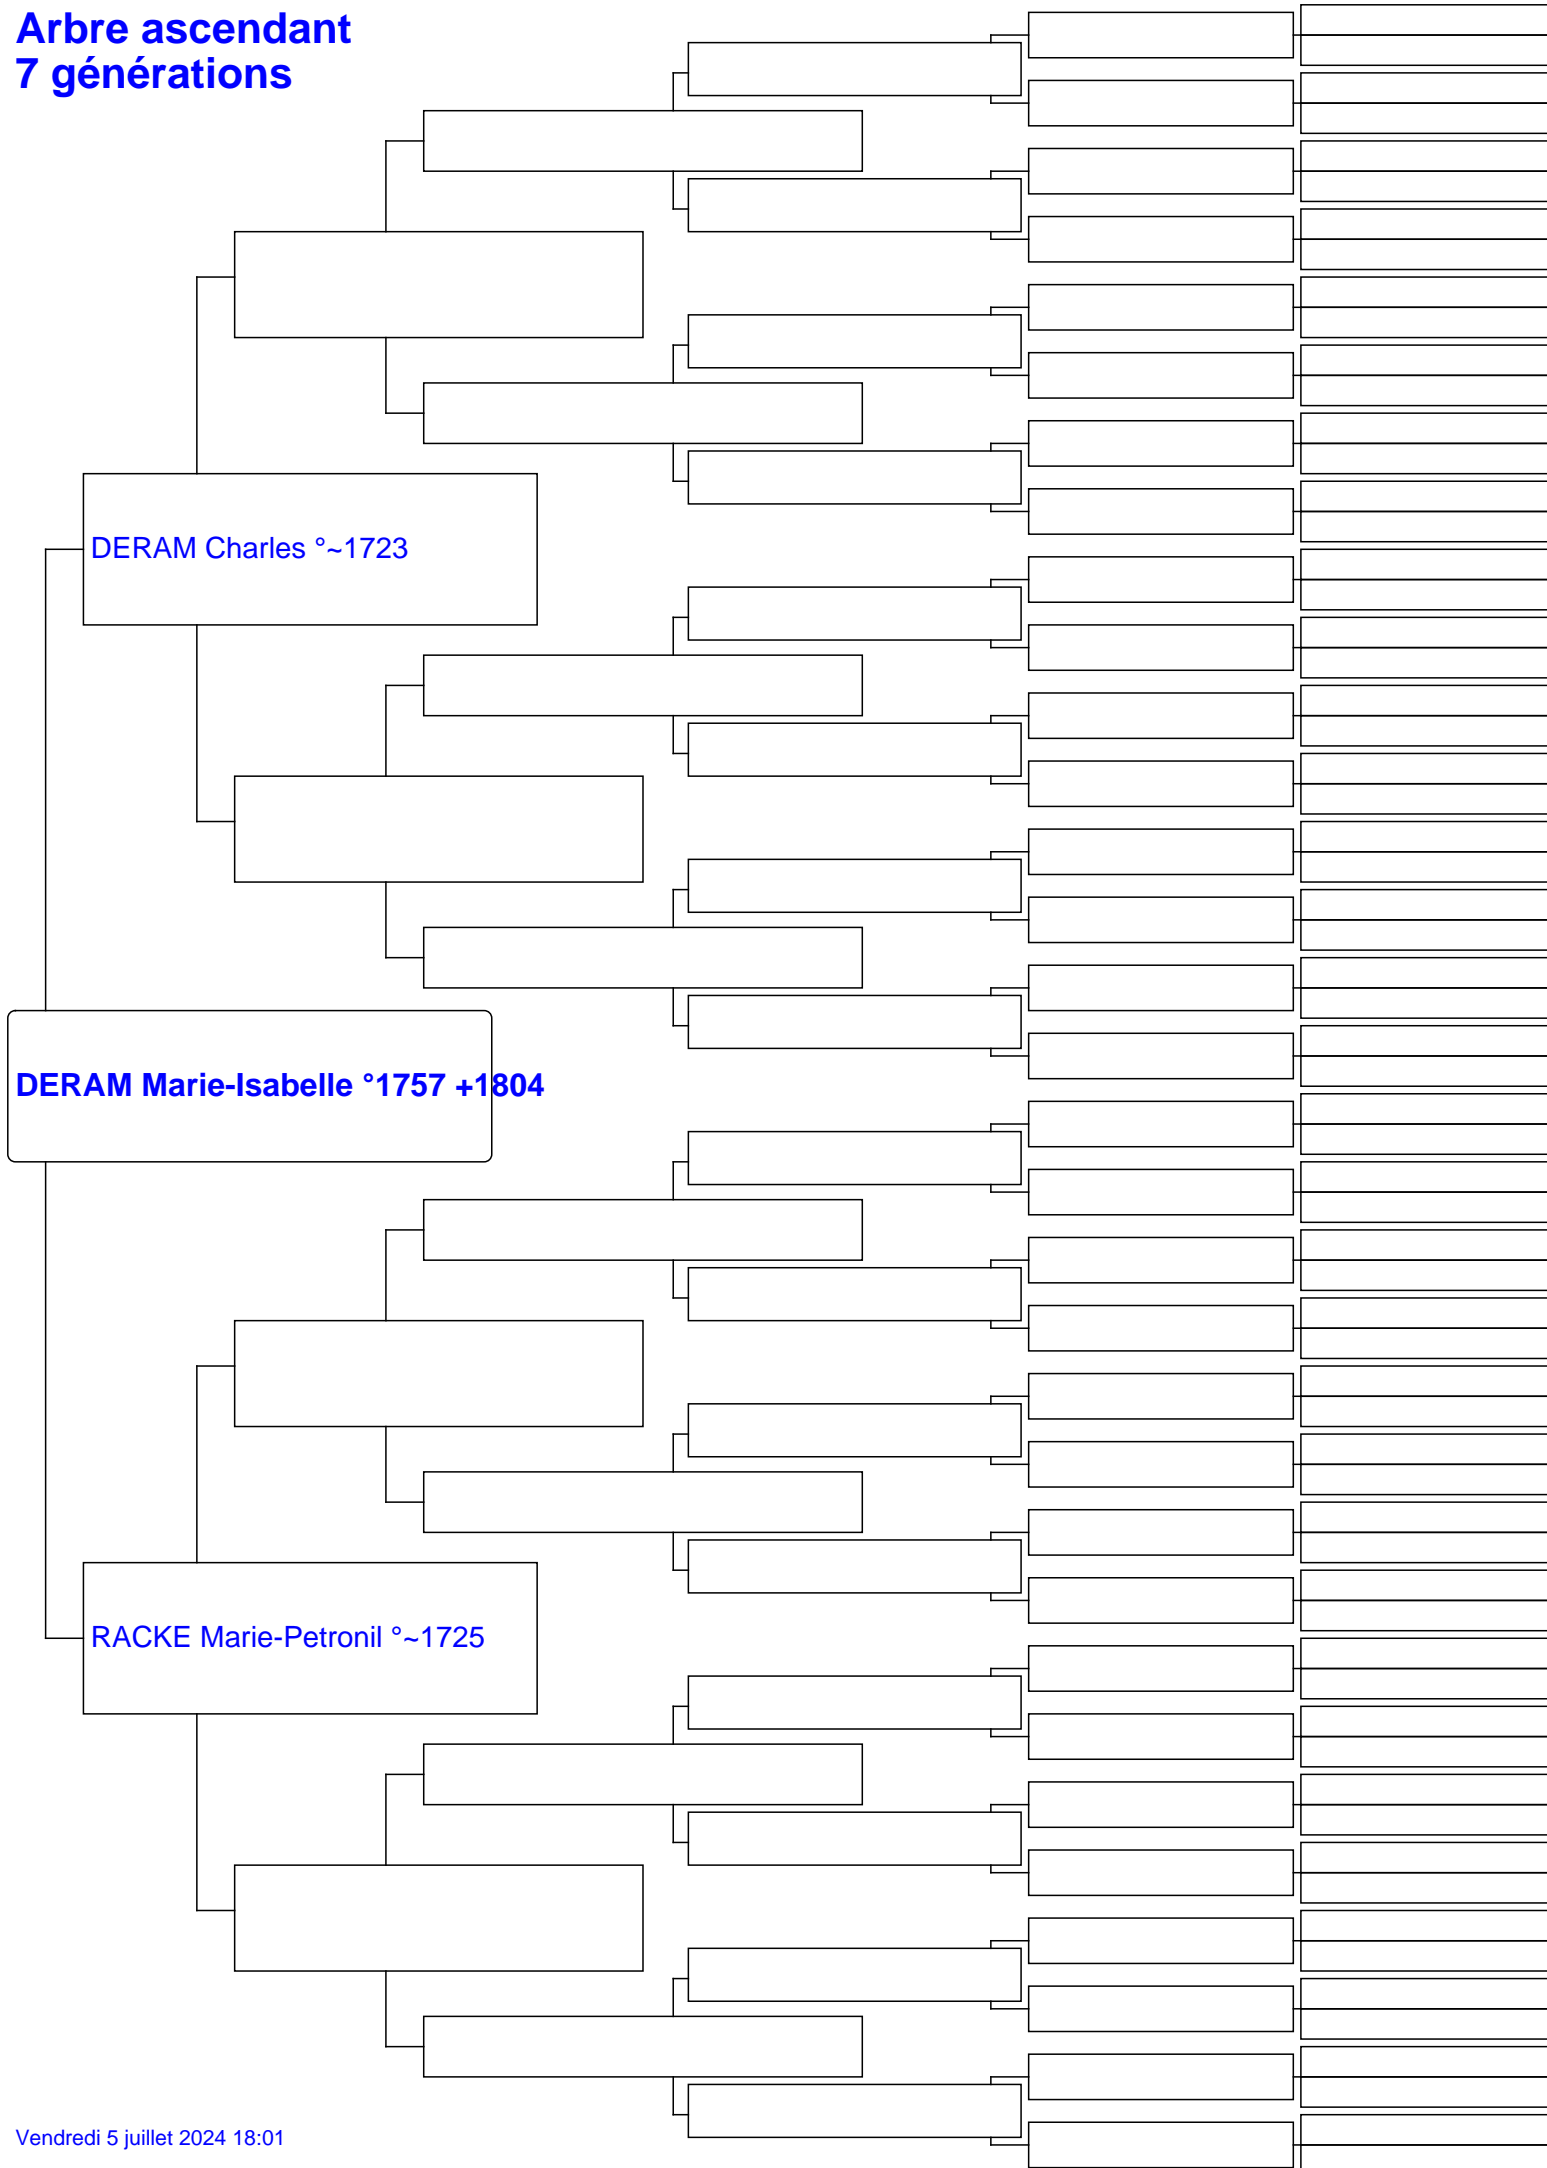 Arbre ascendant
7 générations
DERAM Charles °~1723
DERAM Marie-Isabelle °1757 +1804
RACKE Marie-Petronil °~1725
Vendredi 5 juillet 2024 18:01